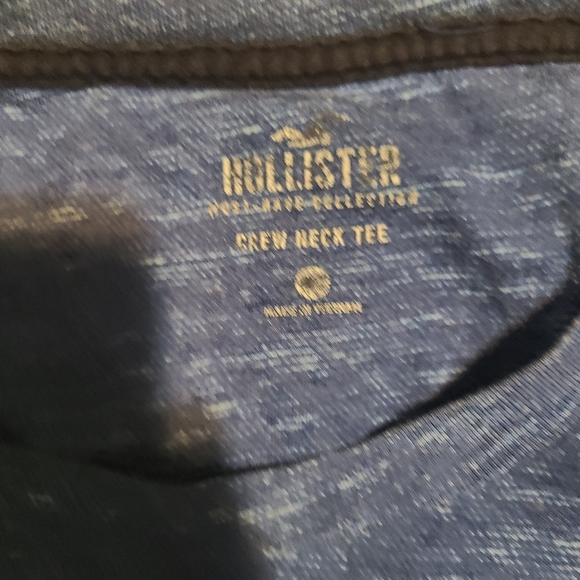 HOLLISTER
MUST-HAVE COLLECTION
CREW NECK TEE
MADE IN VIETNAM